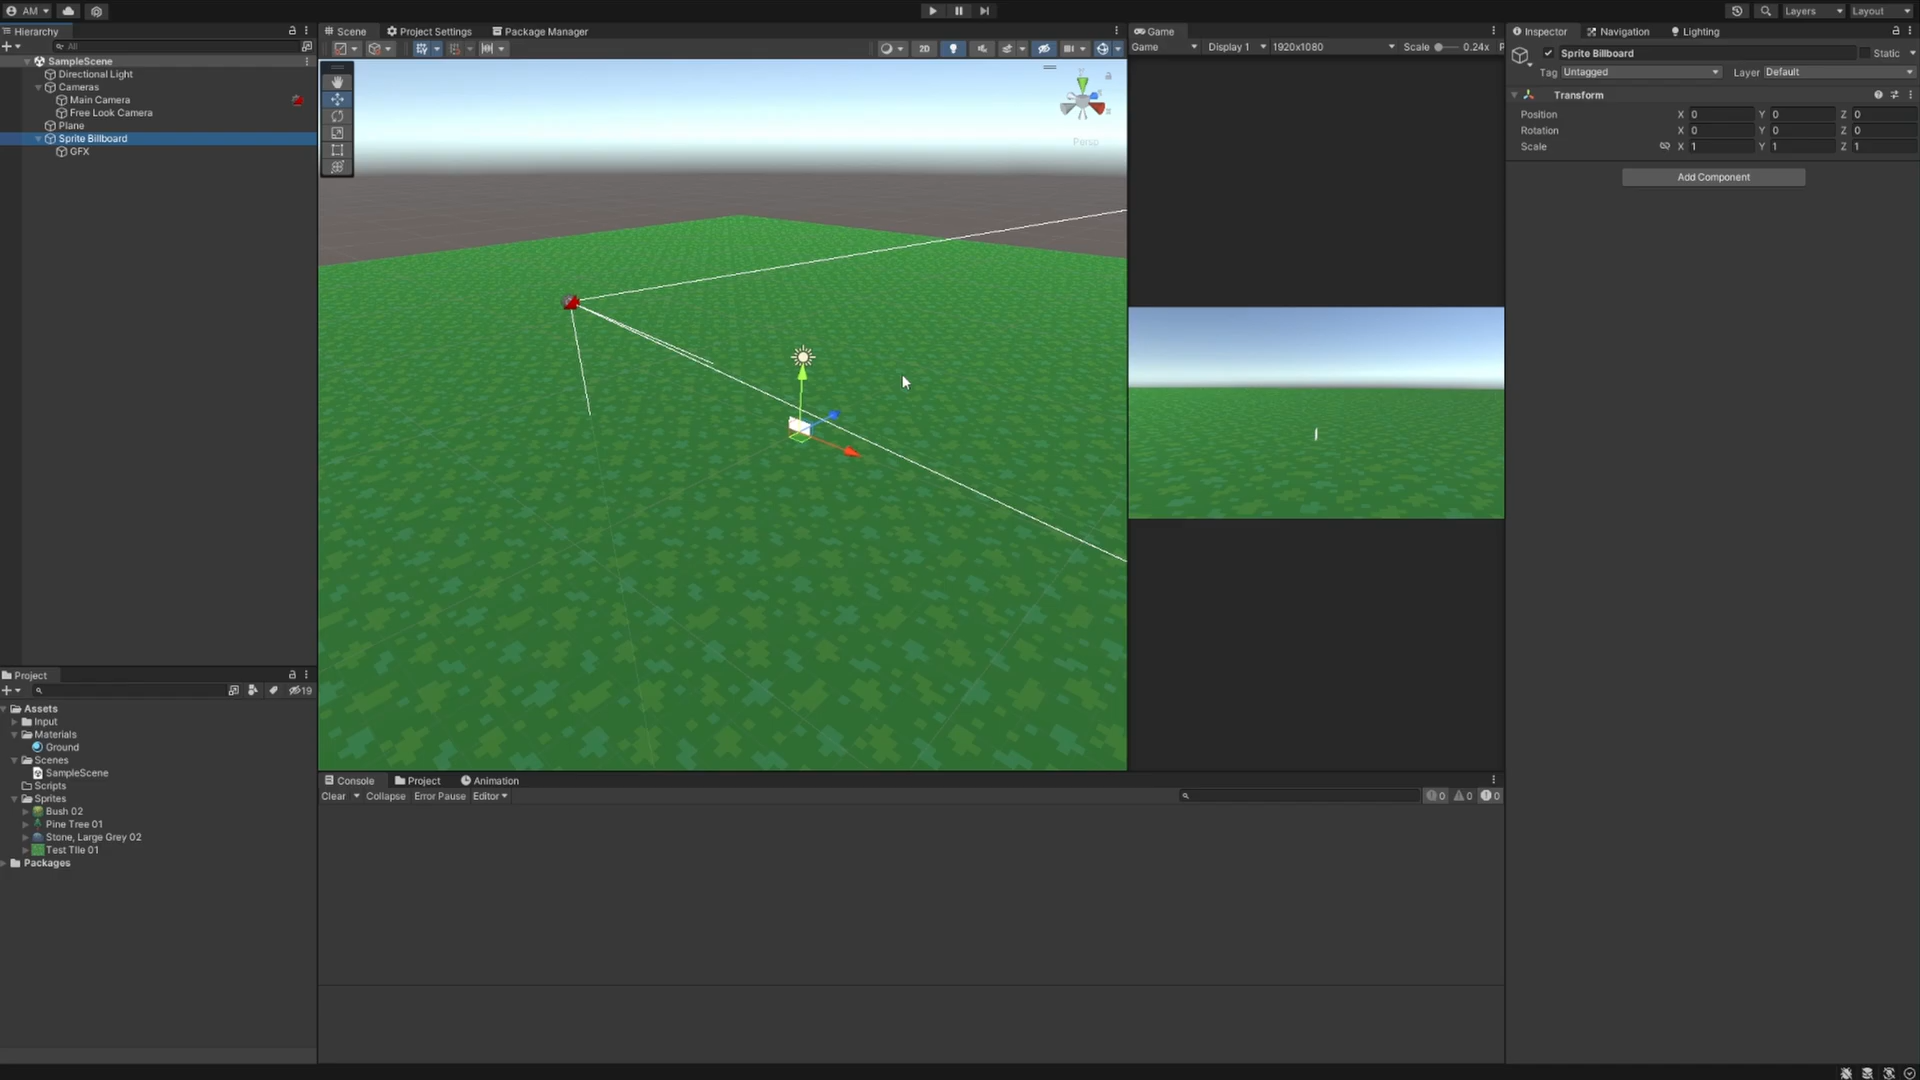 AM
Layers
Layout
Hierarchy
All
SampleScene
Directional Light
Cameras
Main Camera
Free Look Camera
Plane
Sprite Billboard
GFX
Scene
Project Settings
Package Manager
2D
Persp
Game
Game
Display 1
1920x1080
Scale
0.24x
P
Inspector
Navigation
Lighting
Sprite Billboard
Static
Tag
Untagged
Layer
Default
Transform
Position
X
0
Y
0
Z
0
Rotation
X
0
Y
0
Z
0
Scale
X
1
Y
1
Z
1
Add Component
Project
19
Assets
Input
Materials
Ground
Scenes
SampleScene
Scripts
Sprites
Bush 02
Pine Tree 01
Stone, Large Grey 02
Test Tile 01
Packages
Console
Project
Animation
Clear
Collapse
Error Pause
Editor
0
0
0